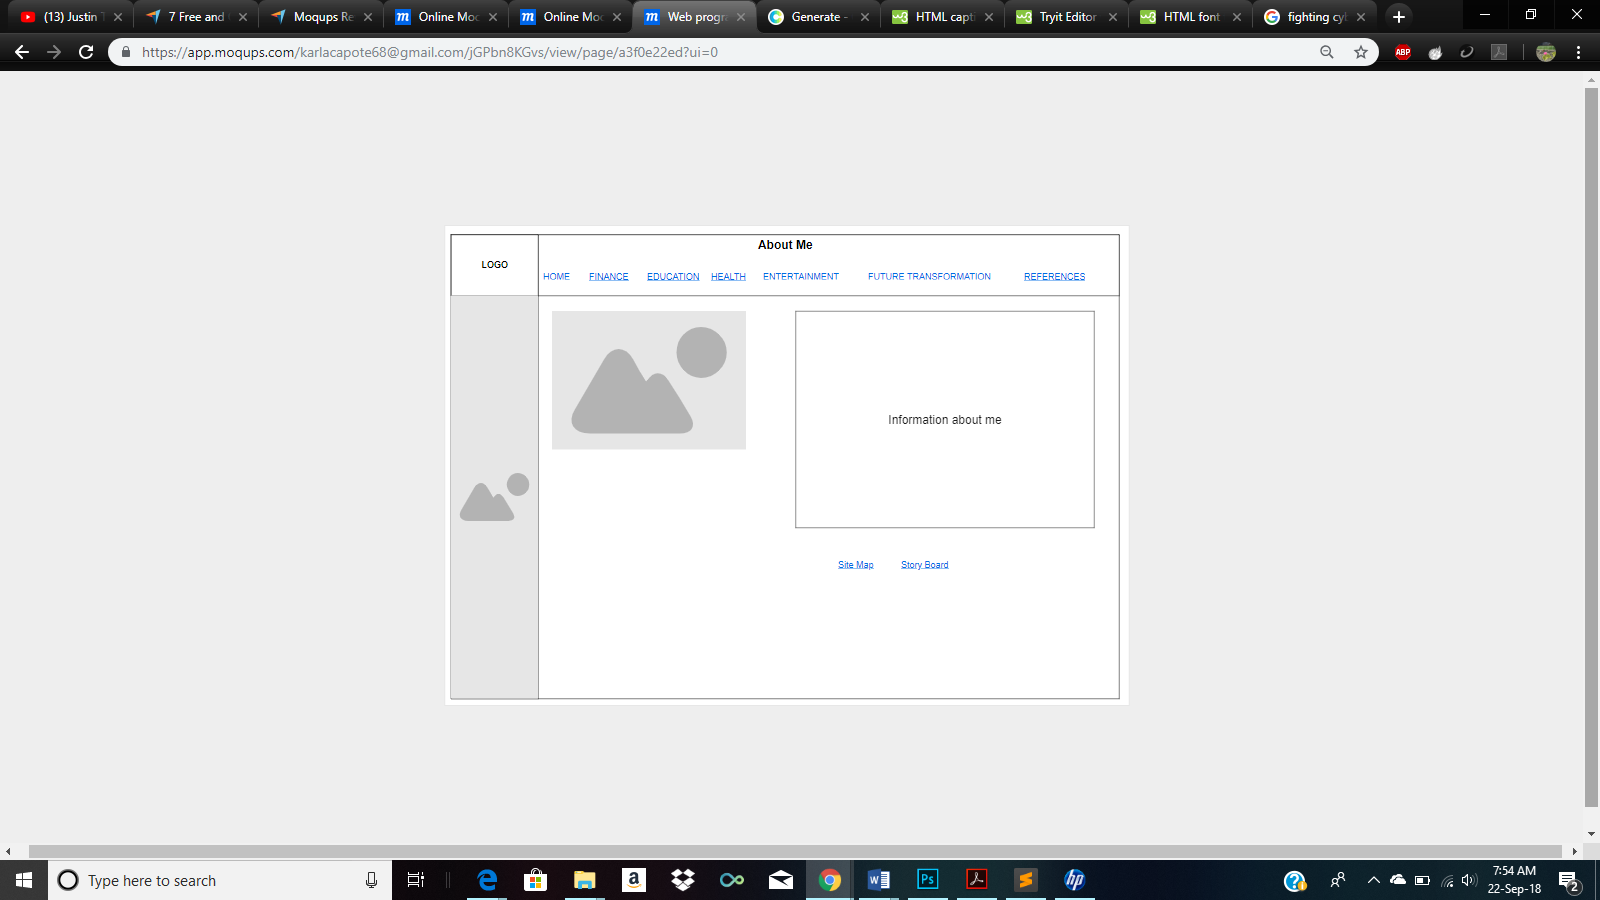 (13) Justin T
7 Free and
Moqups Re
Online Moc
Online Moc
Web progra
Generate -
HTML capti
Tryit Editor
HTML font
fighting cyb
https://app.moqups.com/karlacapote68@gmail.com/jGPbn8KGvs/view/page/a3f0e22ed?ui=0
ABP
LOGO
About Me
HOME FINANCE EDUCATION HEALTH ENTERTAINMENT FUTURE TRANSFORMATION REFERENCES
Information about me
Site Map Story Board
Type here to search
7:54 AM
22-Sep-18
2